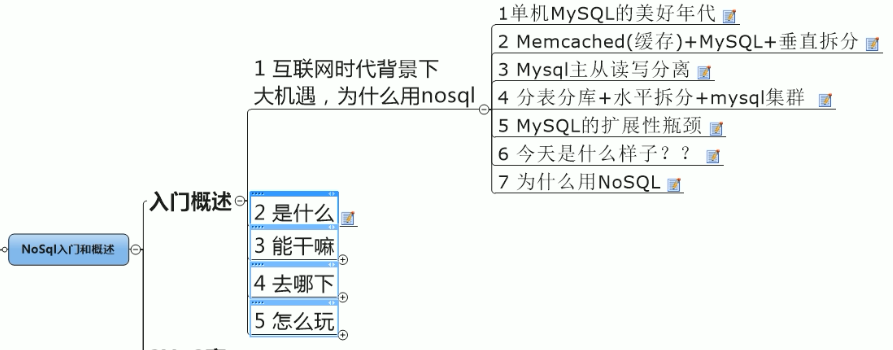 NoSql入门和概述
入门概述
1 互联网时代背景下
大机遇，为什么用nosql
1单机MySQL的美好年代
2 Memcached(缓存)+MySQL+垂直拆分
3 Mysql主从读写分离
4 分表分库+水平拆分+mysql集群
5 MySQL的扩展性瓶颈
6 今天是什么样子？？
7 为什么用NoSQL
2 是什么
3 能干嘛
4 去哪下
5 怎么玩